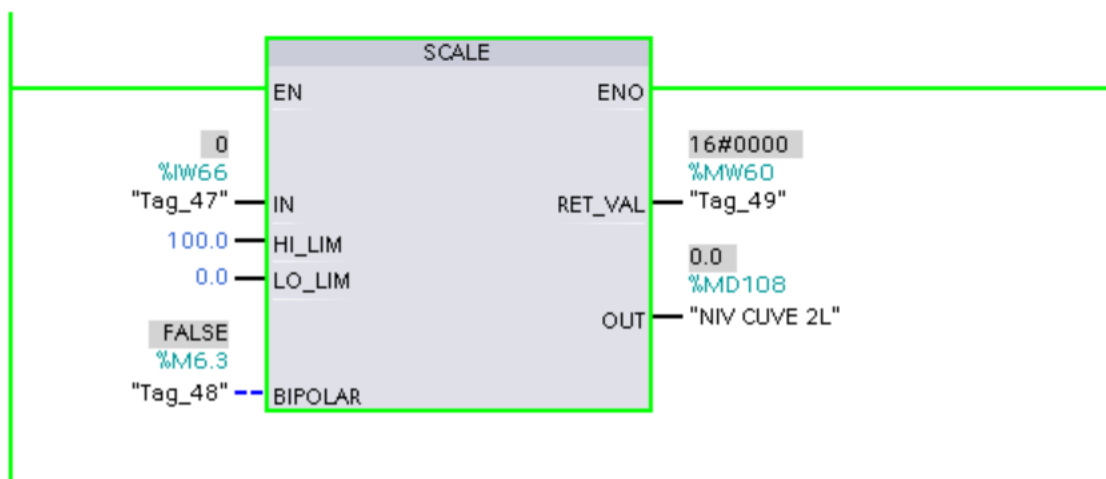 SCALE
EN
ENO
0
%IW66
"Tag_47"
IN
100.0
HI_LIM
0.0
LO_LIM
FALSE
%M6.3
"Tag_48"
BIPOLAR
16#0000
%MW60
RET_VAL
"Tag_49"
0.0
%MD108
OUT
"NIV CUVE 2L"